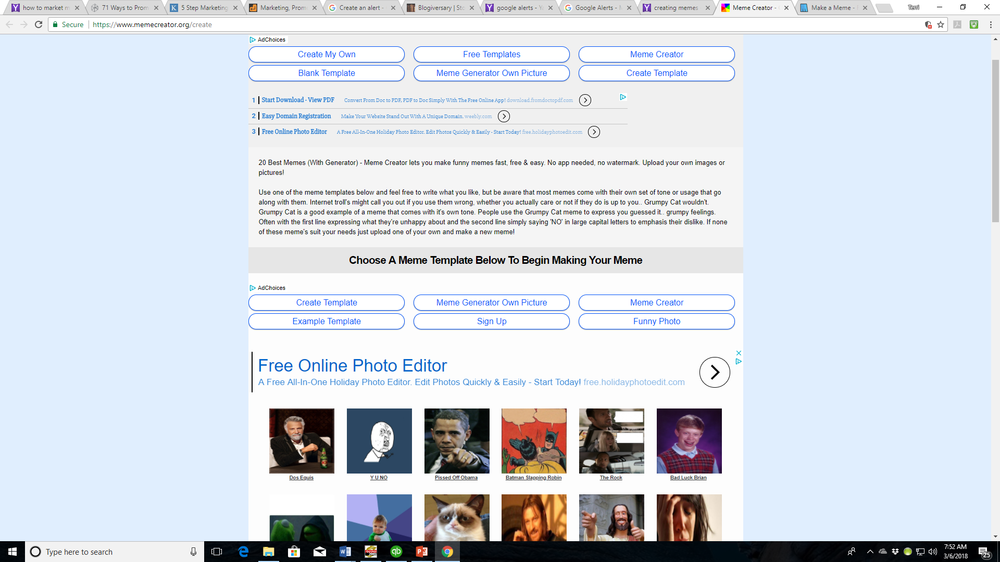 how to market m
71 Ways to Prom
5 Step Marketing
Marketing, Prom
Create an alert -
Blogiversary | Sto
google alerts - Ya
Google Alerts - M
creating memes
Meme Creator -
Make a Meme -
Terri
Secure
https://www.memecreator.org/create
AdChoices
Create My Own
Free Templates
Meme Creator
Blank Template
Meme Generator Own Picture
Create Template
1 Start Download - View PDF Convert From Doc to PDF, PDF to Doc Simply With The Free Online App! download.fromdoctopdf.com
2 Easy Domain Registration Make Your Website Stand Out With A Unique Domain. weebly.com
3 Free Online Photo Editor A Free All-In-One Holiday Photo Editor. Edit Photos Quickly & Easily - Start Today! free.holidayphotoedit.com
20 Best Memes (With Generator) - Meme Creator lets you make funny memes fast, free & easy. No app needed, no watermark. Upload your own images or
pictures!
Use one of the meme templates below and feel free to write what you like, but be aware that most memes come with their own set of tone or usage that go
along with them. Internet troll's might call you out if you use them wrong, whether you actually care or not if they do is up to you.. Grumpy Cat wouldn't.
Grumpy Cat is a good example of a meme that comes with it's own tone. People use the Grumpy Cat meme to express you guessed it.. grumpy feelings.
Often with the first line expressing what they're unhappy about and the second line simply saying 'NO' in large capital letters to emphasis their dislike. If none
of these meme's suit your needs just upload one of your own and make a new meme!
Choose A Meme Template Below To Begin Making Your Meme
AdChoices
Create Template
Meme Generator Own Picture
Meme Creator
Example Template
Sign Up
Funny Photo
Free Online Photo Editor
A Free All-In-One Holiday Photo Editor. Edit Photos Quickly & Easily - Start Today! free.holidayphotoedit.com
Dos Equis
Y U NO
Pissed Off Obama
Batman Slapping Robin
The Rock
Bad Luck Brian
Type here to search
7:52 AM
3/6/2018
25